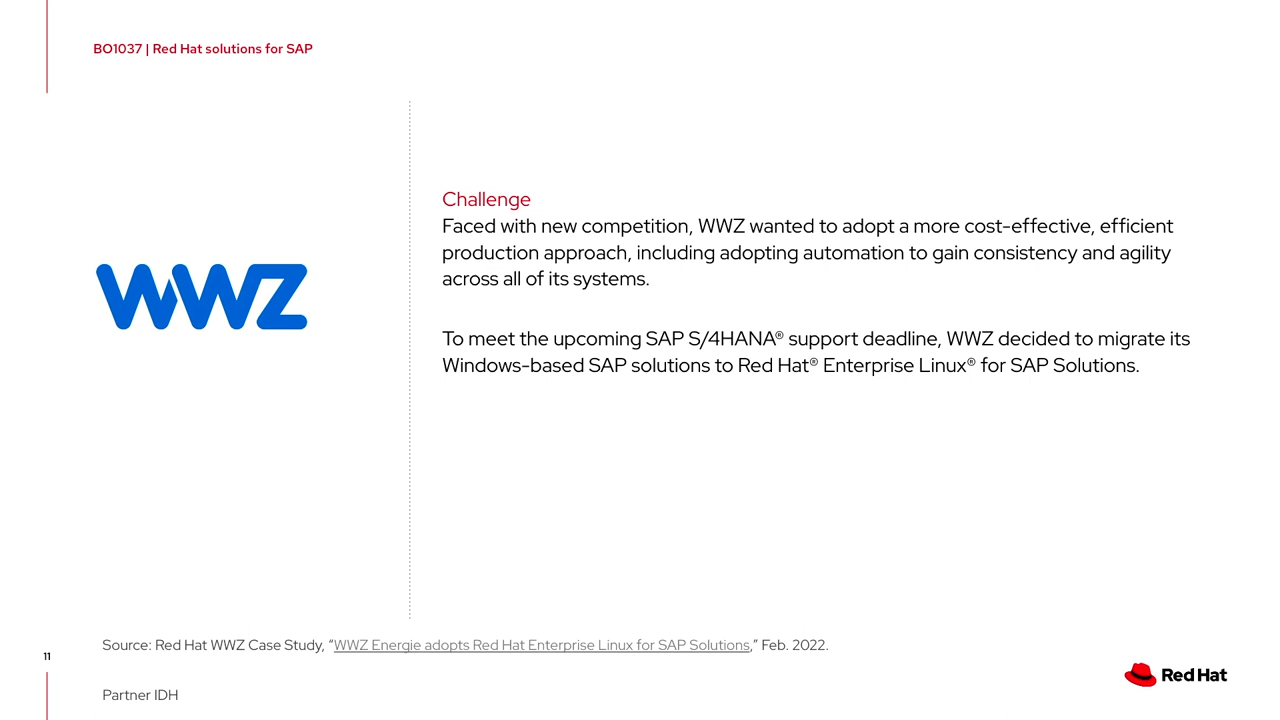 BO1037 | Red Hat solutions for SAP
WWZ
Challenge
Faced with new competition, WWZ wanted to adopt a more cost-effective, efficient
production approach, including adopting automation to gain consistency and agility
across all of its systems.
To meet the upcoming SAP S/4HANA® support deadline, WWZ decided to migrate its
Windows-based SAP solutions to Red Hat® Enterprise Linux® for SAP Solutions.
Source: Red Hat WWZ Case Study, “WWZ Energie adopts Red Hat Enterprise Linux for SAP Solutions,” Feb. 2022.
11
Red Hat
Partner IDH